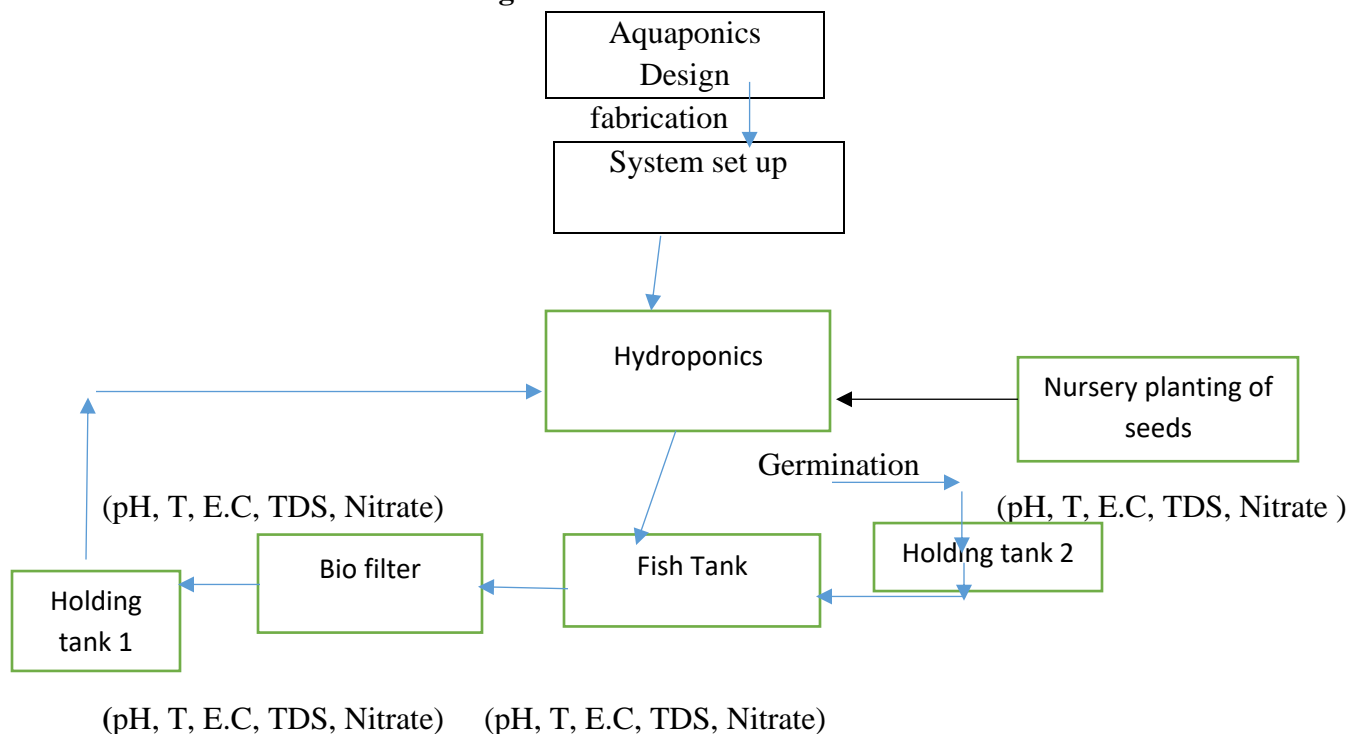 g
Aquaponics
Design
fabrication
System set up
Hydroponics
Nursery planting of
seeds
Germination
(pH, T, E.C, TDS, Nitrate)
(pH, T, E.C, TDS, Nitrate )
Bio filter
Fish Tank
Holding tank 2
Holding
tank 1
(pH, T, E.C, TDS, Nitrate)
(pH, T, E.C, TDS, Nitrate)